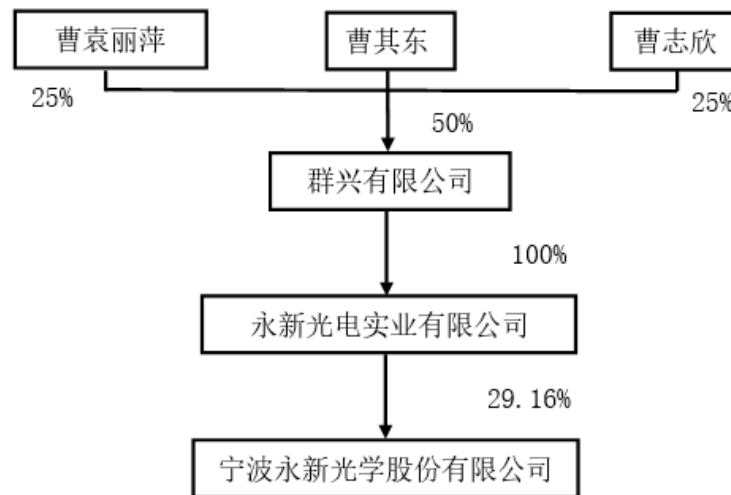 曹袁丽萍
曹其东
曹志欣
25%
50%
25%
群兴有限公司
100%
永新光电实业有限公司
29.16%
宁波永新光学股份有限公司